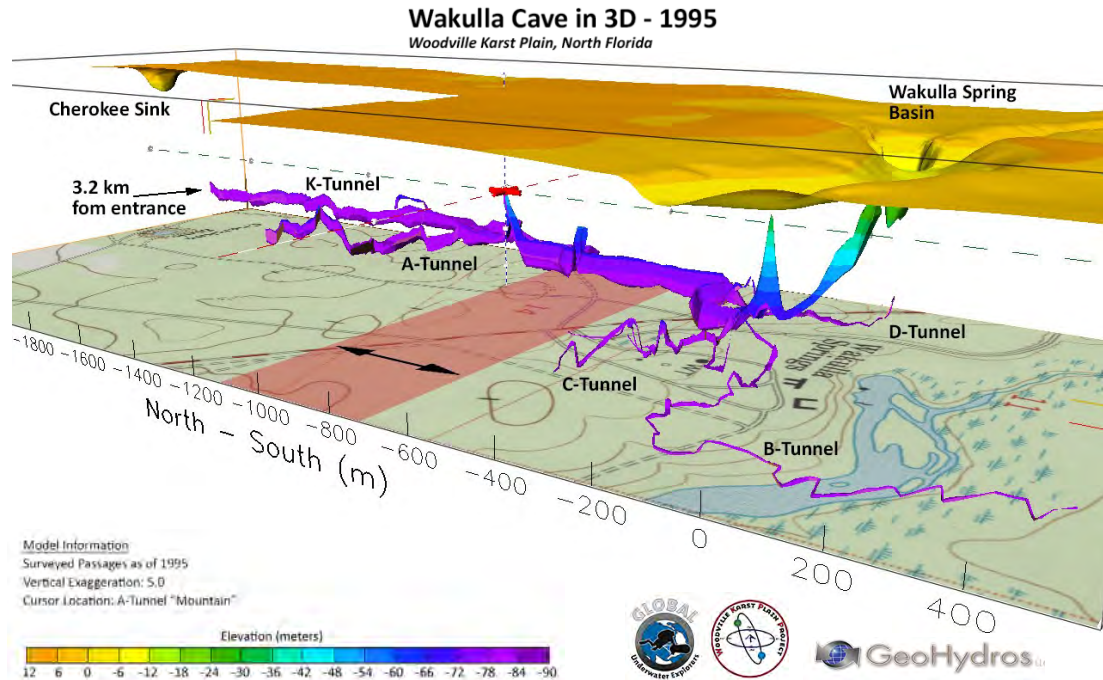 Wakulla Cave in 3D - 1995
Woodville Karst Plain, North Florida
Cherokee Sink
Wakulla Spring
Basin
3.2 km
fom entrance
K-Tunnel
A-Tunnel
D-Tunnel
C-Tunnel
Wakulla
Springs
B-Tunnel
-1800
-1600
-1400
-1200
-1000
-800
-600
-400
-200
0
200
400
North - South (m)
Model Information
Surveyed Passages as of 1995
Vertical Exaggeration: 5.0
Cursor Location: A-Tunnel "Mountain"
Elevation (meters)
12 6 0 -6 -12 -18 -24 -30 -36 -42 -48 -54 -60 -66 -72 -78 -84 -90
GLOBAL
Underwater Explorers
WOODVILLE KARST PLAIN PROJECT
GeoHydros